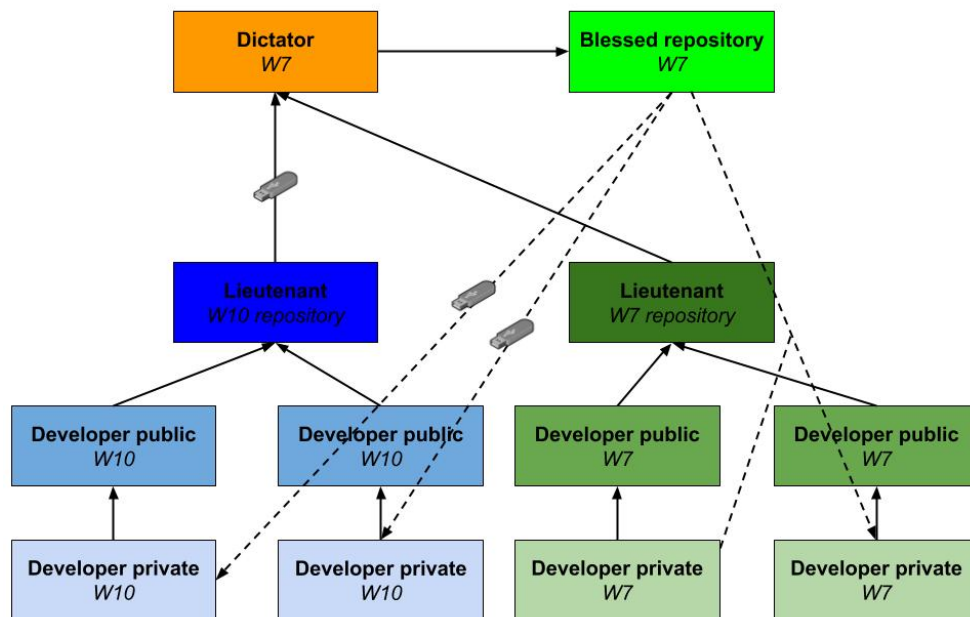 Dictator
W7
Blessed repository
W7
Lieutenant
W10 repository
Lieutenant
W7 repository
Developer public
W10
Developer public
W10
Developer public
W7
Developer public
W7
Developer private
W10
Developer private
W10
Developer private
W7
Developer private
W7